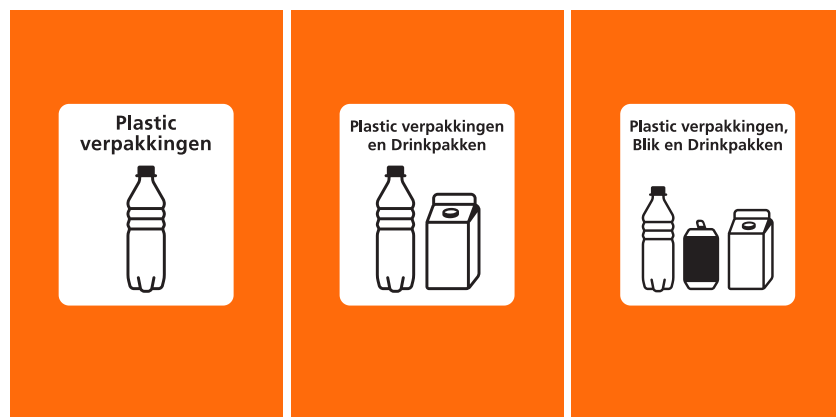 Plastic
verpakkingen
Plastic verpakkingen
en Drinkpakken
Plastic verpakkingen,
Blik en Drinkpakken